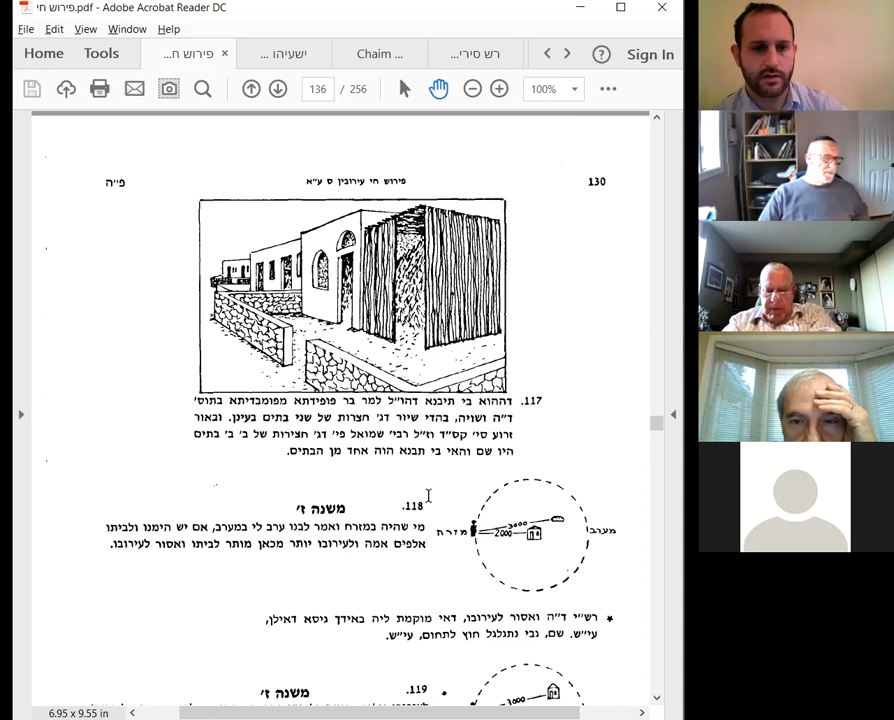 פירוש חי.pdf - Adobe Acrobat Reader DC
File Edit View Window Help
Home Tools פירוש ח... × ישעיהו ... Chaim ... רש סירי... ? Sign In
136 / 256 100%
130 פירוש חי עירובין ס ע"א פ"ה
117. דההוא בי תיבנא דהו"ל למר בר פופידתא מפומבדיתא בתוס'
ד"ה ושויה, בהדי שיור דג' חצרות של שני בתים בעינן. ובאור
זרוע סי' קס"ד וז"ל רבי' שמואל פי' דג' חצירות של ב' ב' בתים
היו שם והאי בי תבנא הוה אחד מן הבתים.
118. משנה ז'
מי שהיה במזרח ואמר לבנו ערב לי במערב, אם יש הימנו ולביתו
אלפים אמה ולעירובו יותר מכאן מותר לביתו ואסור לעירובו.
מערב 3000 2000 מזרח
* רש"י ד"ה ואסור לעירובו, דאי מוקמת ליה באידך גיסא דאילן,
עי"ש. שם, גבי נתגלגל חוץ לתחום, עי"ש.
119. משנה ז'
3000
6.95 x 9.55 in